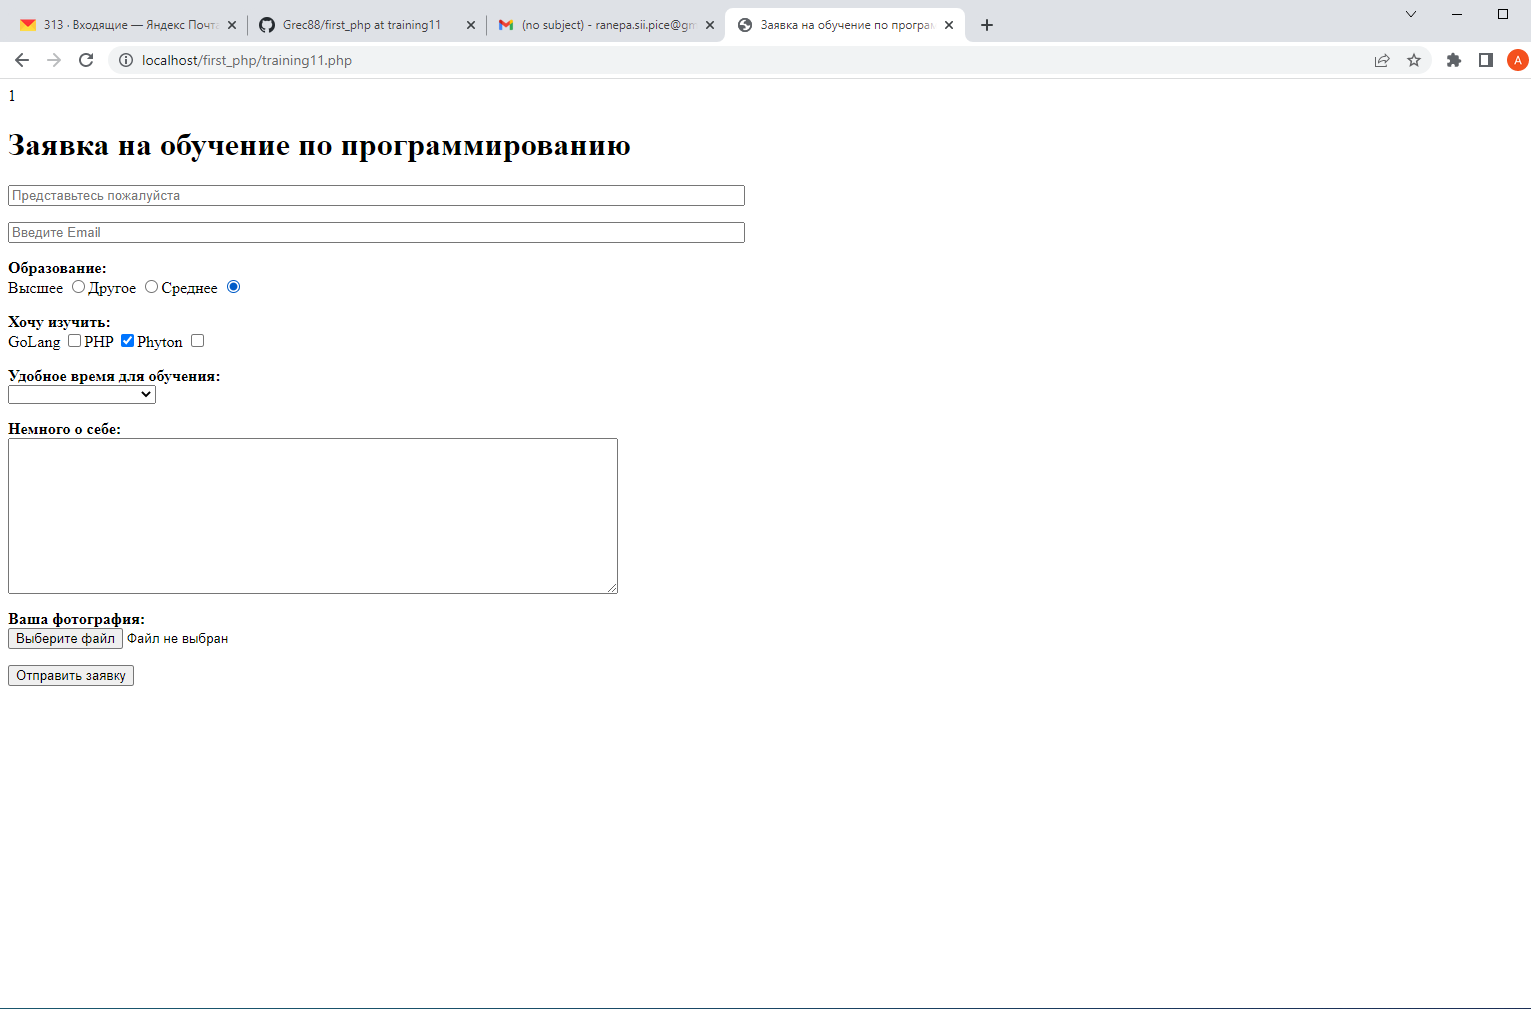 313 · Входящие — Яндекс Почта
Grec88/first_php at training11
(no subject) - ranepa.sii.pice@gm
Заявка на обучение по програм
localhost/first_php/training11.php
A
1
Заявка на обучение по программированию
Представьтесь пожалуйста
Введите Email
Образование:
Высшее Другое Среднее
Хочу изучить:
GoLang PHP Phyton
Удобное время для обучения:
Немного о себе:
Ваша фотография:
Выберите файл Файл не выбран
Отправить заявку